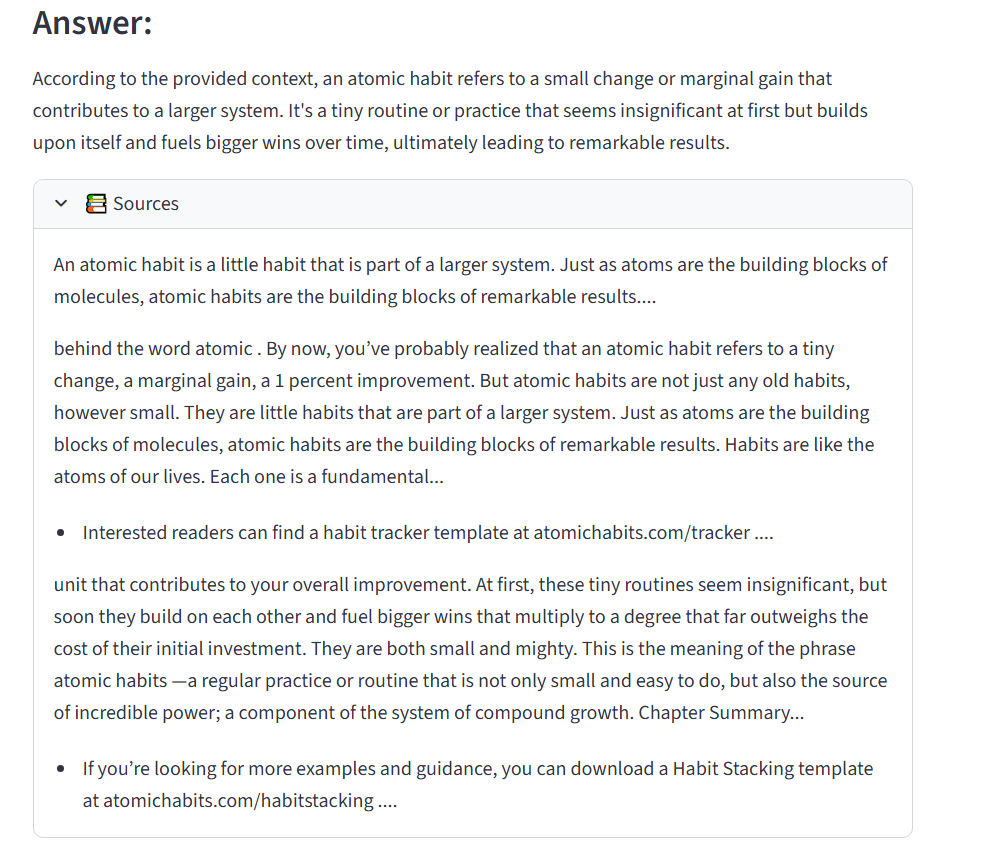 Answer:
According to the provided context, an atomic habit refers to a small change or marginal gain that
contributes to a larger system. It's a tiny routine or practice that seems insignificant at first but builds
upon itself and fuels bigger wins over time, ultimately leading to remarkable results.
Sources
An atomic habit is a little habit that is part of a larger system. Just as atoms are the building blocks of
molecules, atomic habits are the building blocks of remarkable results....
behind the word atomic . By now, you’ve probably realized that an atomic habit refers to a tiny
change, a marginal gain, a 1 percent improvement. But atomic habits are not just any old habits,
however small. They are little habits that are part of a larger system. Just as atoms are the building
blocks of molecules, atomic habits are the building blocks of remarkable results. Habits are like the
atoms of our lives. Each one is a fundamental...
• Interested readers can find a habit tracker template at atomichabits.com/tracker ....
unit that contributes to your overall improvement. At first, these tiny routines seem insignificant, but
soon they build on each other and fuel bigger wins that multiply to a degree that far outweighs the
cost of their initial investment. They are both small and mighty. This is the meaning of the phrase
atomic habits —a regular practice or routine that is not only small and easy to do, but also the source
of incredible power; a component of the system of compound growth. Chapter Summary...
• If you’re looking for more examples and guidance, you can download a Habit Stacking template
at atomichabits.com/habitstacking ....